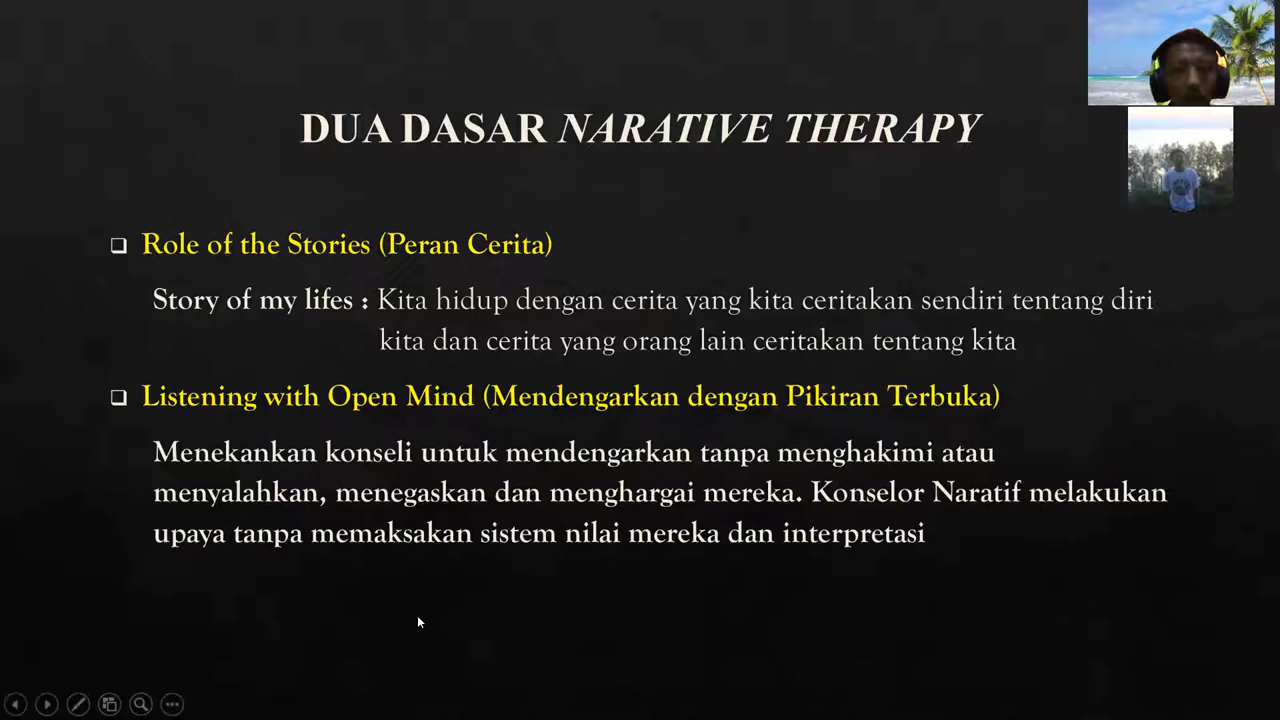 DUA DASAR NARATIVE THERAPY
Role of the Stories (Peran Cerita)
Story of my lifes : Kita hidup dengan cerita yang kita ceritakan sendiri tentang diri
kita dan cerita yang orang lain ceritakan tentang kita
Listening with Open Mind (Mendengarkan dengan Pikiran Terbuka)
Menekankan konseli untuk mendengarkan tanpa menghakimi atau
menyalahkan, menegaskan dan menghargai mereka. Konselor Naratif melakukan
upaya tanpa memaksakan sistem nilai mereka dan interpretasi